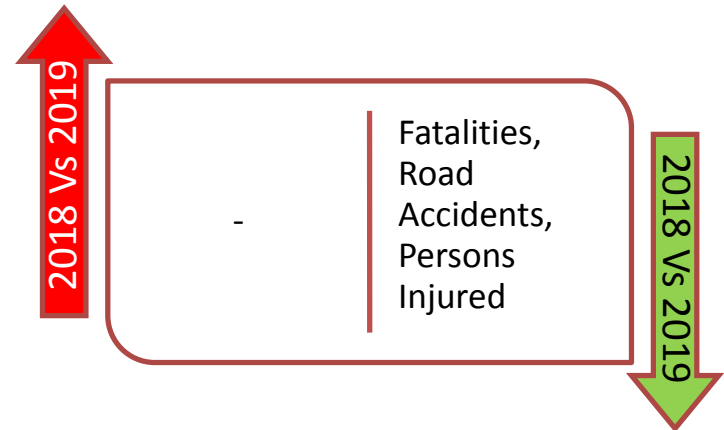 2018 Vs 2019
-
Fatalities,
Road
Accidents,
Persons
Injured
2018 Vs 2019